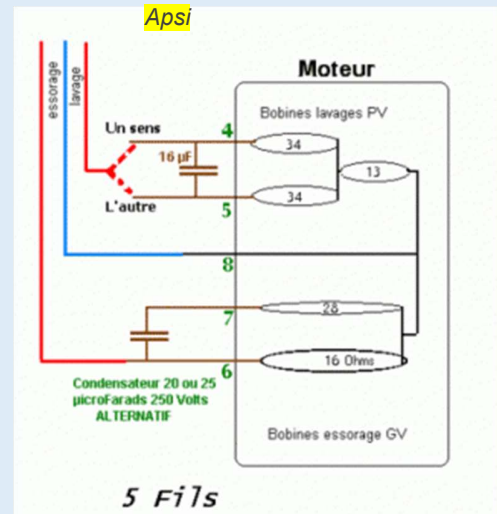 Apsi
Moteur
essorage
lavage
Bobines lavages PV
Un sens
4
34
16 µF
13
L'autre
5
34
8
7
28
6
16 Ohms
Condensateur 20 ou 25
µicroFarads 250 Volts
ALTERNATIF
Bobines essorage GV
5 Fils